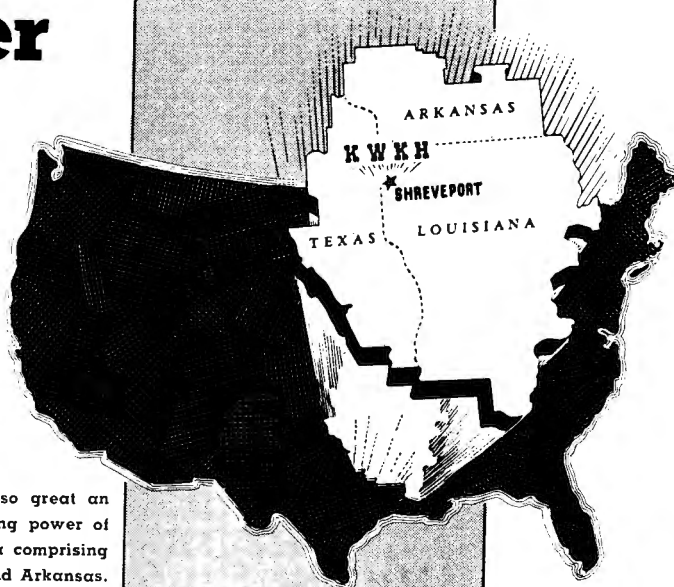 er
ARKANSAS
KWKH
SHREVEPORT
TEXAS LOUISIANA
so great an
ng power of
comprising
d Arkansas.